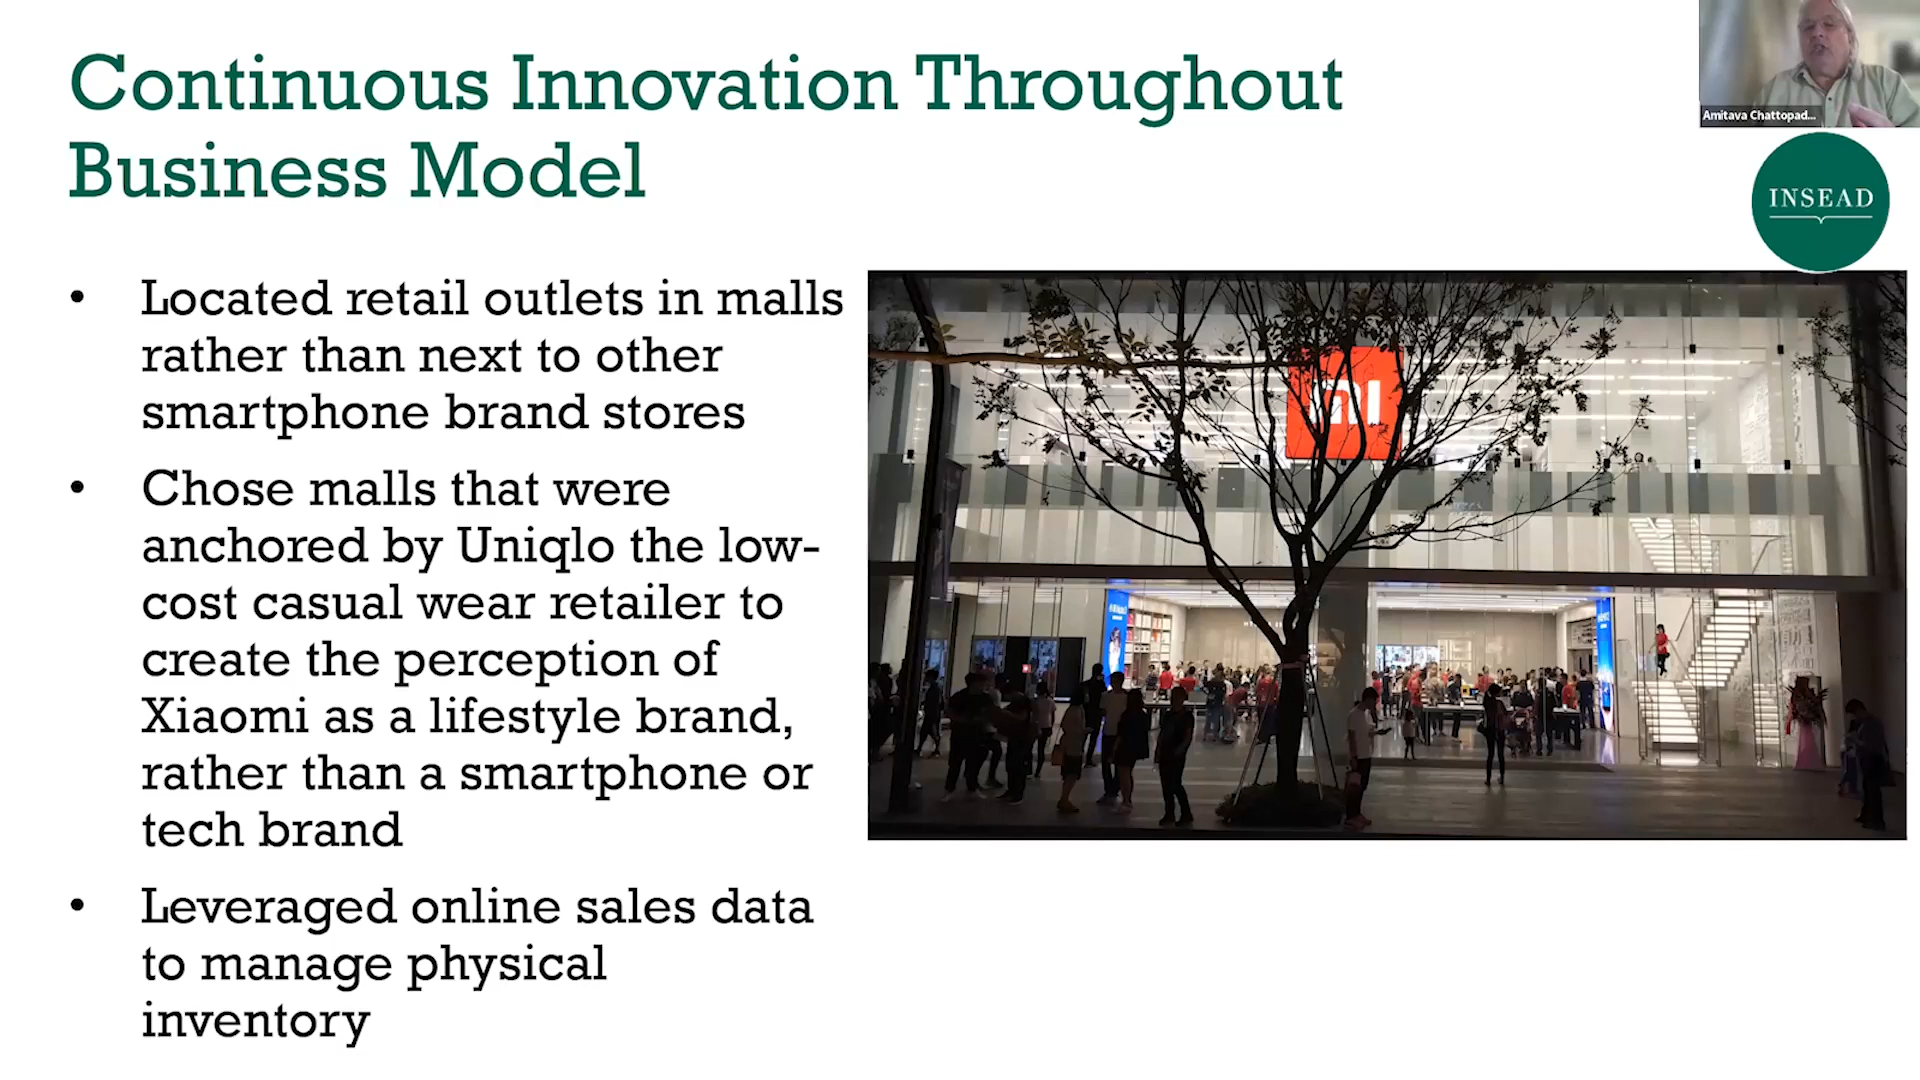 Continuous Innovation Throughout
Business Model
Amitava Chattopad...
INSEAD
• Located retail outlets in malls
rather than next to other
smartphone brand stores
• Chose malls that were
anchored by Uniqlo the low-
cost casual wear retailer to
create the perception of
Xiaomi as a lifestyle brand,
rather than a smartphone or
tech brand
• Leveraged online sales data
to manage physical
inventory
mi